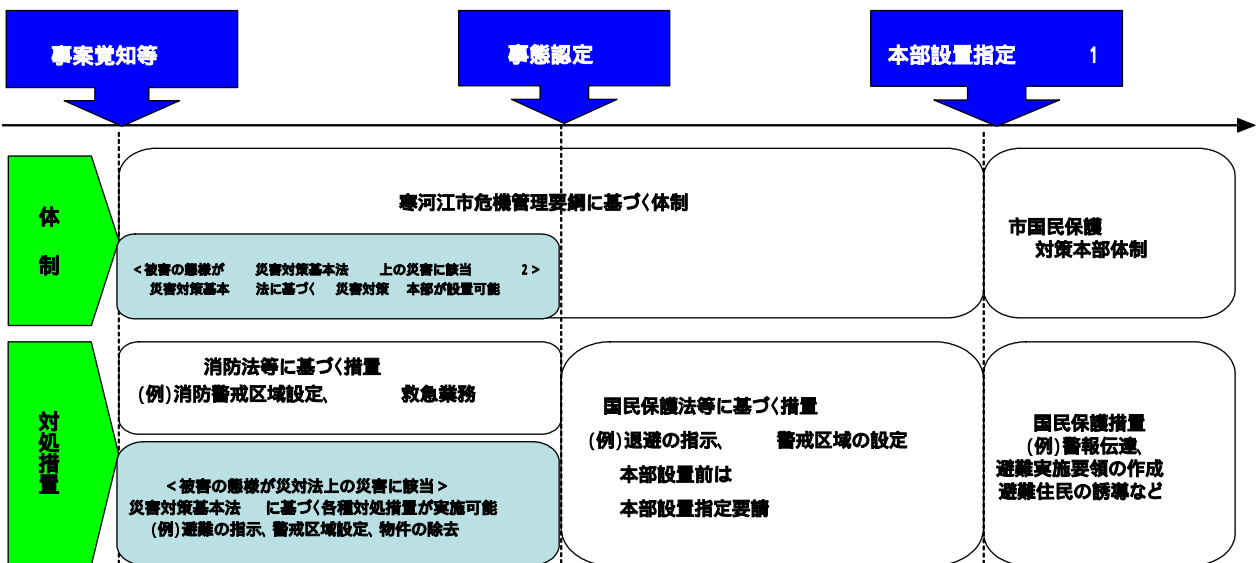 事案覚知等
事態認定
本部設置指定 1
体制
寒河江市危機管理要綱に基づく体制
<被害の態様が 災害対策基本法 上の災害に該当 2>
災害対策基本 法に基づく 災害対策 本部が設置可能
市国民保護
対策本部体制
対処措置
消防法等に基づく措置
(例)消防警戒区域設定、 救急業務
<被害の態様が災対法上の災害に該当>
災害対策基本法 に基づく各種対処措置が実施可能
(例)避難の指示、警戒区域設定、物件の除去
国民保護法等に基づく措置
(例)退避の指示、 警戒区域の設定
本部設置前は
本部設置指定要請
国民保護措置
(例)警報伝達、
避難実施要領の作成
避難住民の誘導など